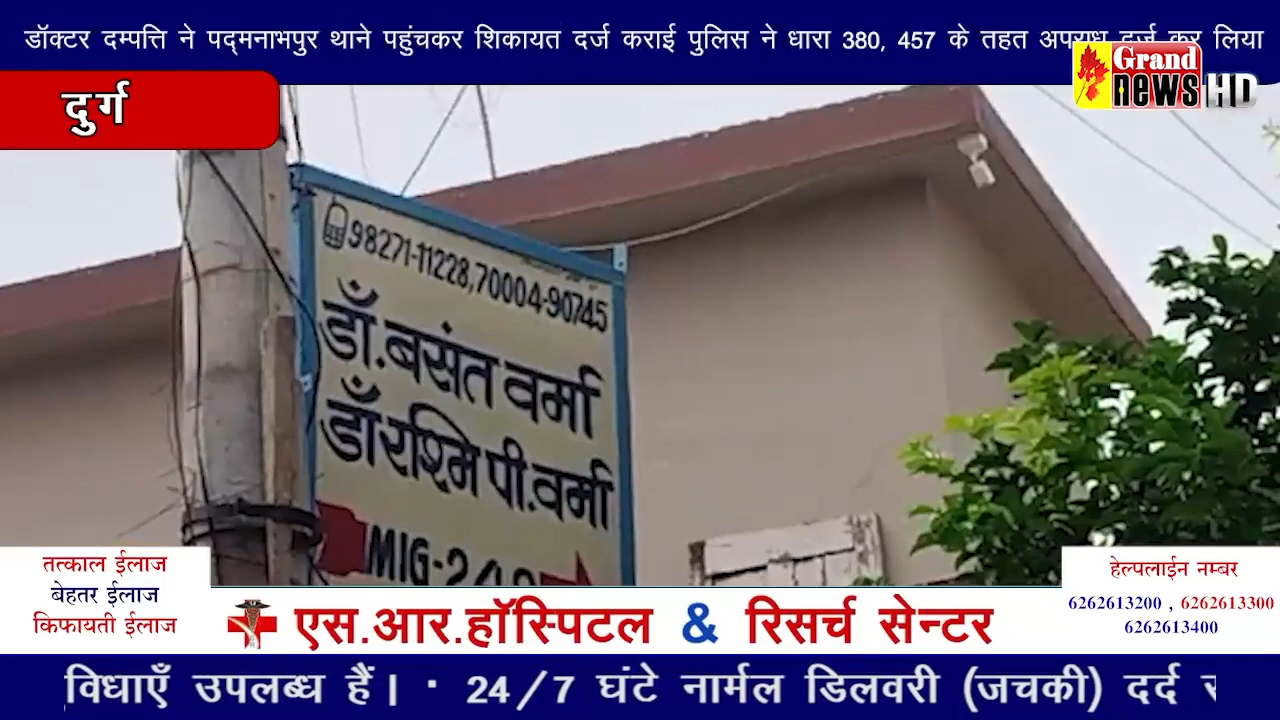 डॉक्टर दम्पत्ति ने पद्मनाभपुर थाने पहुंचकर शिकायत दर्ज कराई पुलिस ने धारा 380, 457 के तहत अपराध दर्ज कर लिया
Grand
news HD
दुर्ग
98271-11228,70004-90745
डॉ.बसंत वर्मा
डॉ रश्मि पी.वर्मा
तत्काल ईलाज
बेहतर ईलाज
किफायती ईलाज
एस.आर.हॉस्पिटल & रिसर्च सेन्टर
हेल्पलाईन नम्बर
6262613200 , 6262613300
6262613400
उपलब्ध हैं। · 24/7 घंटे नार्मल डिलवरी (जचकी) दर्द